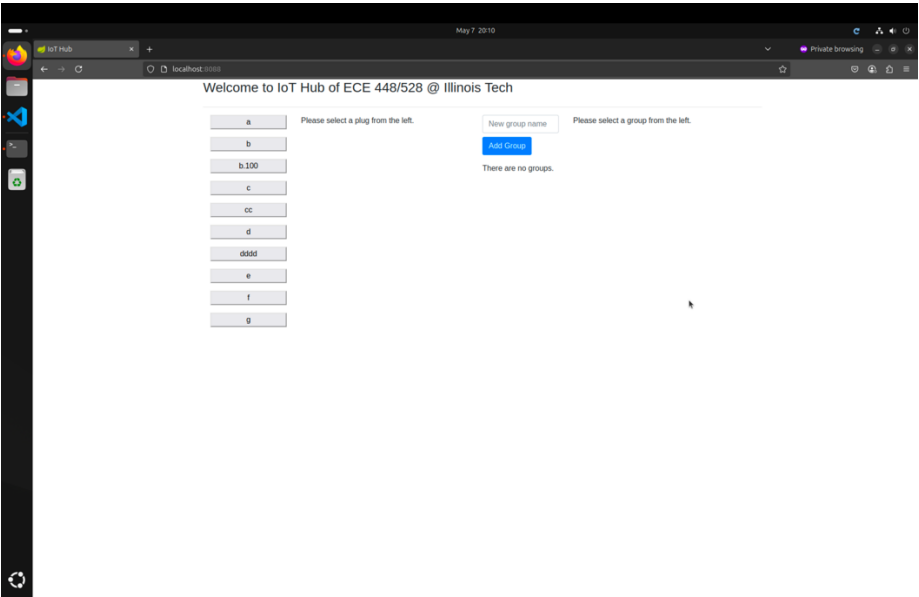 May 7 20:10
IoT Hub
Private browsing
localhost:8088
Welcome to IoT Hub of ECE 448/528 @ Illinois Tech
a
b
b.100
c
cc
d
dddd
e
f
g
Please select a plug from the left.
New group name
Add Group
There are no groups.
Please select a group from the left.